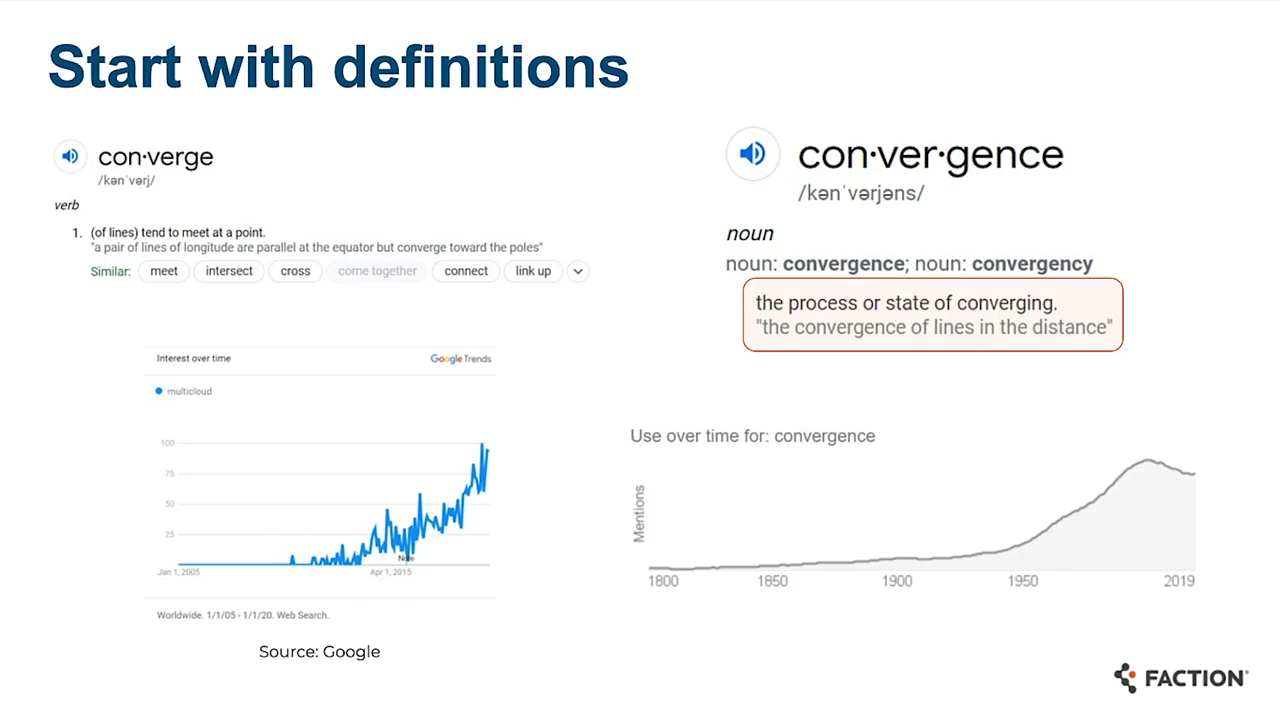 Start with definitions
con·verge
/kənˈvərj/
verb
1. (of lines) tend to meet at a point.
"a pair of lines of longitude are parallel at the equator but converge toward the poles"
Similar: meet intersect cross come together connect link up
con·ver·gence
/kənˈvərjəns/
noun
noun: convergence; noun: convergency
the process or state of converging.
"the convergence of lines in the distance"
Interest over time Google Trends
multicloud
100
75
50
25
Note
Jan 1, 2005 Apr 1, 2015
Worldwide. 1/1/05 - 1/1/20. Web Search.
Source: Google
Use over time for: convergence
Mentions
1800 1850 1900 1950 2019
FACTION®